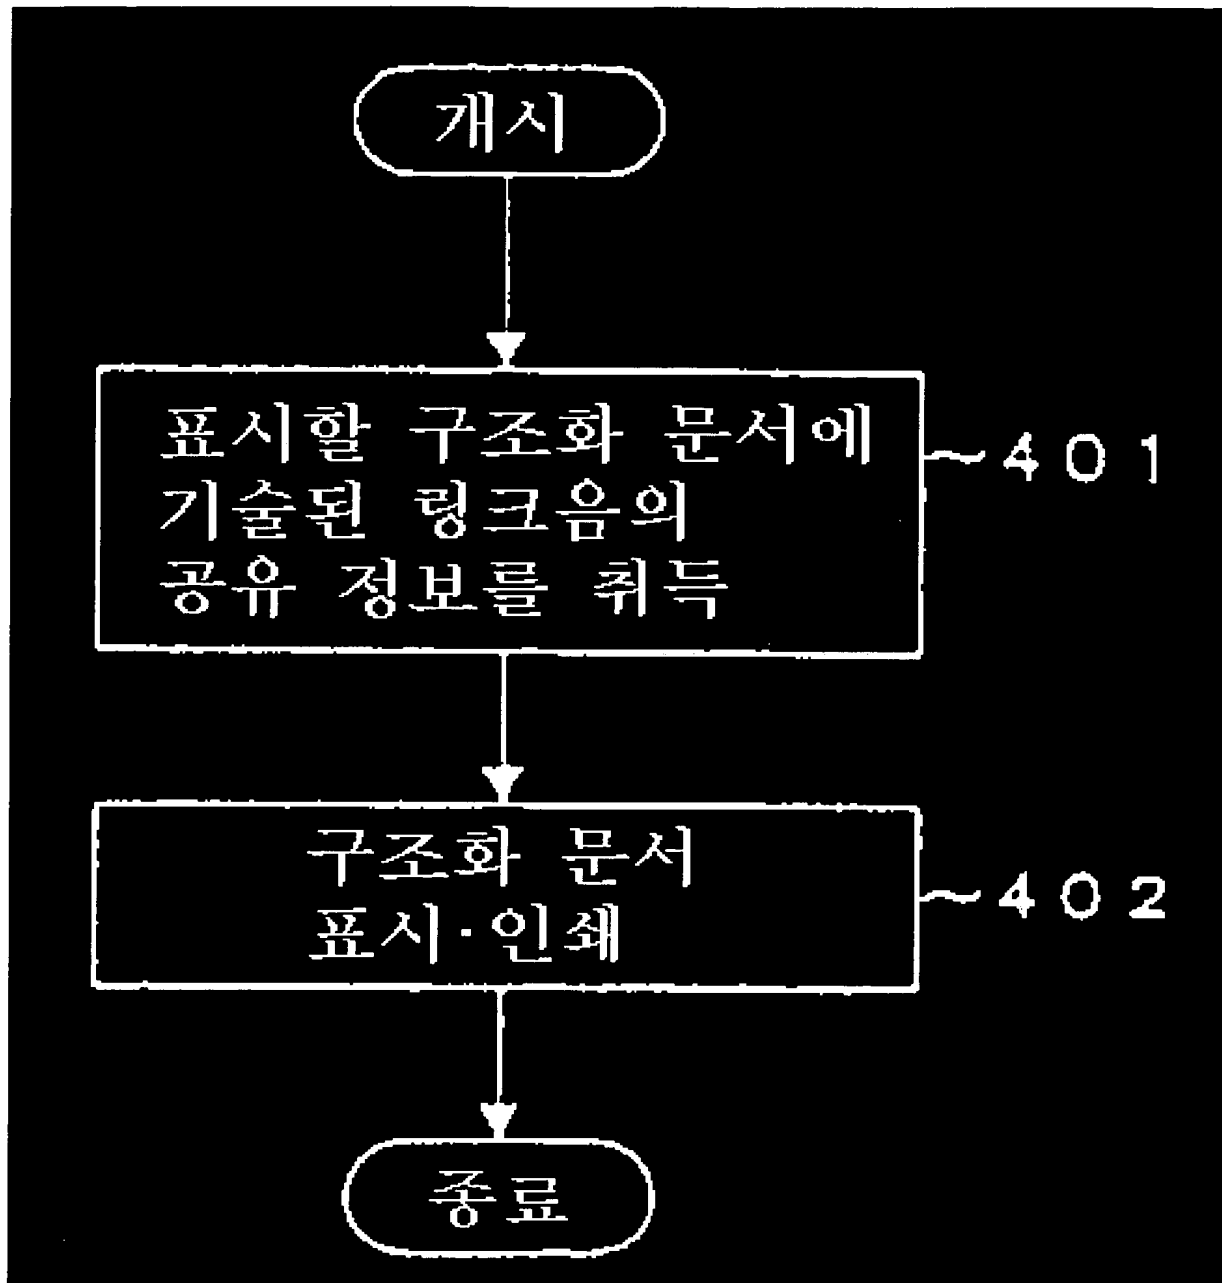 개시
표시할 구조화 문서에
기술된 링크음의
공유 정보를 취득
~401
구조화 문서
표시·인쇄
~402
종료